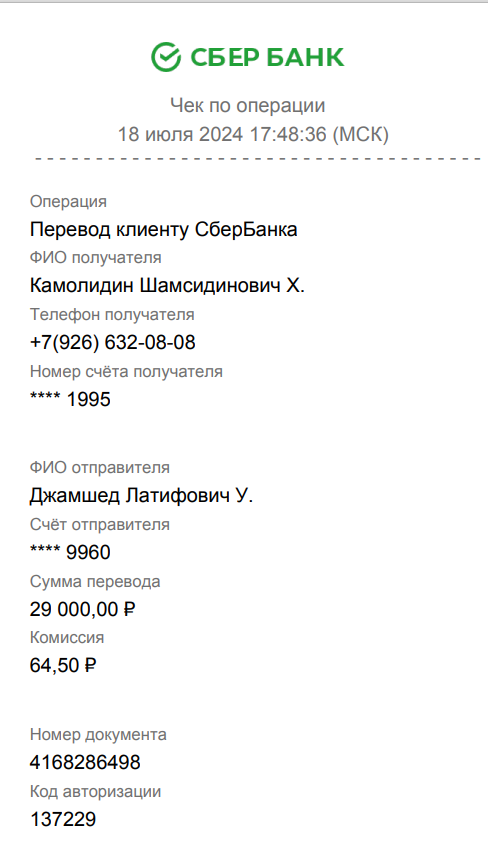 СБЕР БАНК
Чек по операции
18 июля 2024 17:48:36 (МСК)
Операция
Перевод клиенту СберБанка
ФИО получателя
Камолидин Шамсидинович Х.
Телефон получателя
+7(926) 632-08-08
Номер счёта получателя
**** 1995
ФИО отправителя
Джамшед Латифович У.
Счёт отправителя
**** 9960
Сумма перевода
29 000,00 ₽
Комиссия
64,50 ₽
Номер документа
4168286498
Код авторизации
137229